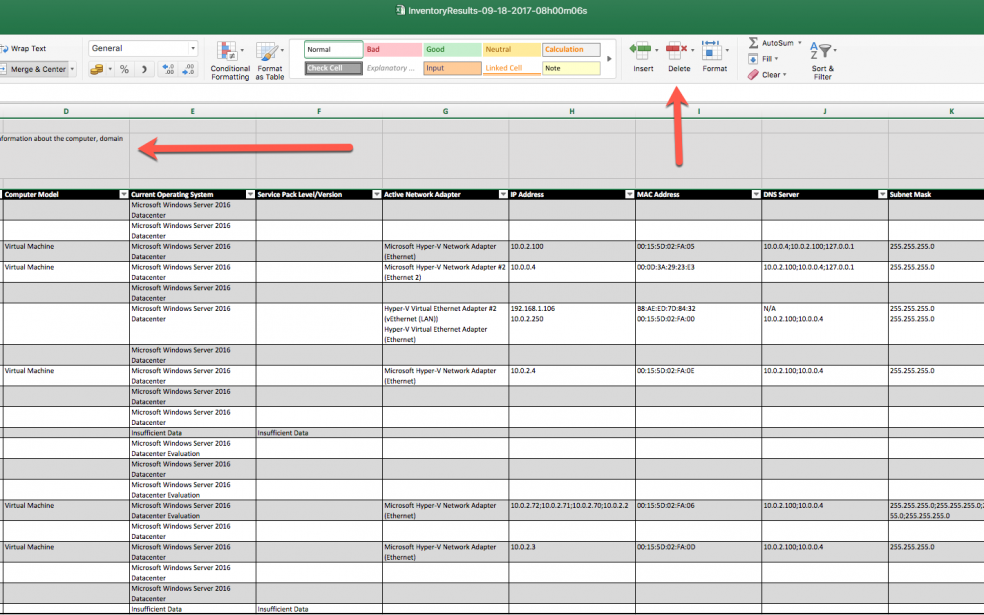 InventoryResults-09-18-2017-08h00m06s
Wrap Text
General
Normal
Bad
Good
Neutral
Calculation
AutoSum
Merge & Center
%
Conditional
Formatting
Format
as Table
Check Cell
Explanatory ...
Input
Linked Cell
Note
Insert
Delete
Format
Fill
Clear
Sort &
Filter
D E F G H I J K
formation about the computer, domain
Computer Model Current Operating System Service Pack Level/Version Active Network Adapter IP Address MAC Address DNS Server Subnet Mask
Microsoft Windows Server 2016
Datacenter
Microsoft Windows Server 2016
Datacenter
Virtual Machine Microsoft Windows Server 2016 Microsoft Hyper-V Network Adapter 10.0.2.100 00:15:5D:02:FA:05 10.0.0.4;10.0.2.100;127.0.0.1 255.255.255.0
Datacenter (Ethernet)
Virtual Machine Microsoft Windows Server 2016 Microsoft Hyper-V Network Adapter #2 10.0.0.4 00:0D:3A:29:23:E3 10.0.2.100;10.0.0.4;127.0.0.1 255.255.255.0
Datacenter (Ethernet 2)
Microsoft Windows Server 2016
Datacenter
Microsoft Windows Server 2016 Hyper-V Virtual Ethernet Adapter #2 192.168.1.106 B8:AE:ED:7D:84:32 N/A 255.255.255.0
Datacenter (vEthernet (LAN)) 10.0.2.250 00:15:5D:02:FA:00 10.0.2.100;10.0.0.4 255.255.255.0
Hyper-V Virtual Ethernet Adapter
(Ethernet)
Microsoft Windows Server 2016
Datacenter
Virtual Machine Microsoft Windows Server 2016 Microsoft Hyper-V Network Adapter 10.0.2.4 00:15:5D:02:FA:0E 10.0.2.100;10.0.0.4 255.255.255.0
Datacenter (Ethernet)
Microsoft Windows Server 2016
Datacenter
Microsoft Windows Server 2016
Datacenter
Insufficient Data Insufficient Data
Microsoft Windows Server 2016
Datacenter Evaluation
Microsoft Windows Server 2016
Datacenter
Microsoft Windows Server 2016
Datacenter Evaluation
Virtual Machine Microsoft Windows Server 2016 Microsoft Hyper-V Network Adapter 10.0.2.72;10.0.2.71;10.0.2.70;10.0.2.2 00:15:5D:02:FA:06 10.0.2.100;10.0.0.4 255.255.255.0;255.255.255.0;2
Datacenter Evaluation (Ethernet) 55.0;255.255.255.0
Microsoft Windows Server 2016
Datacenter
Virtual Machine Microsoft Windows Server 2016 Microsoft Hyper-V Network Adapter 10.0.2.3 00:15:5D:02:FA:0D 10.0.2.100;10.0.0.4 255.255.255.0
Datacenter (Ethernet)
Microsoft Windows Server 2016
Datacenter
Microsoft Windows Server 2016
Datacenter
Insufficient Data Insufficient Data